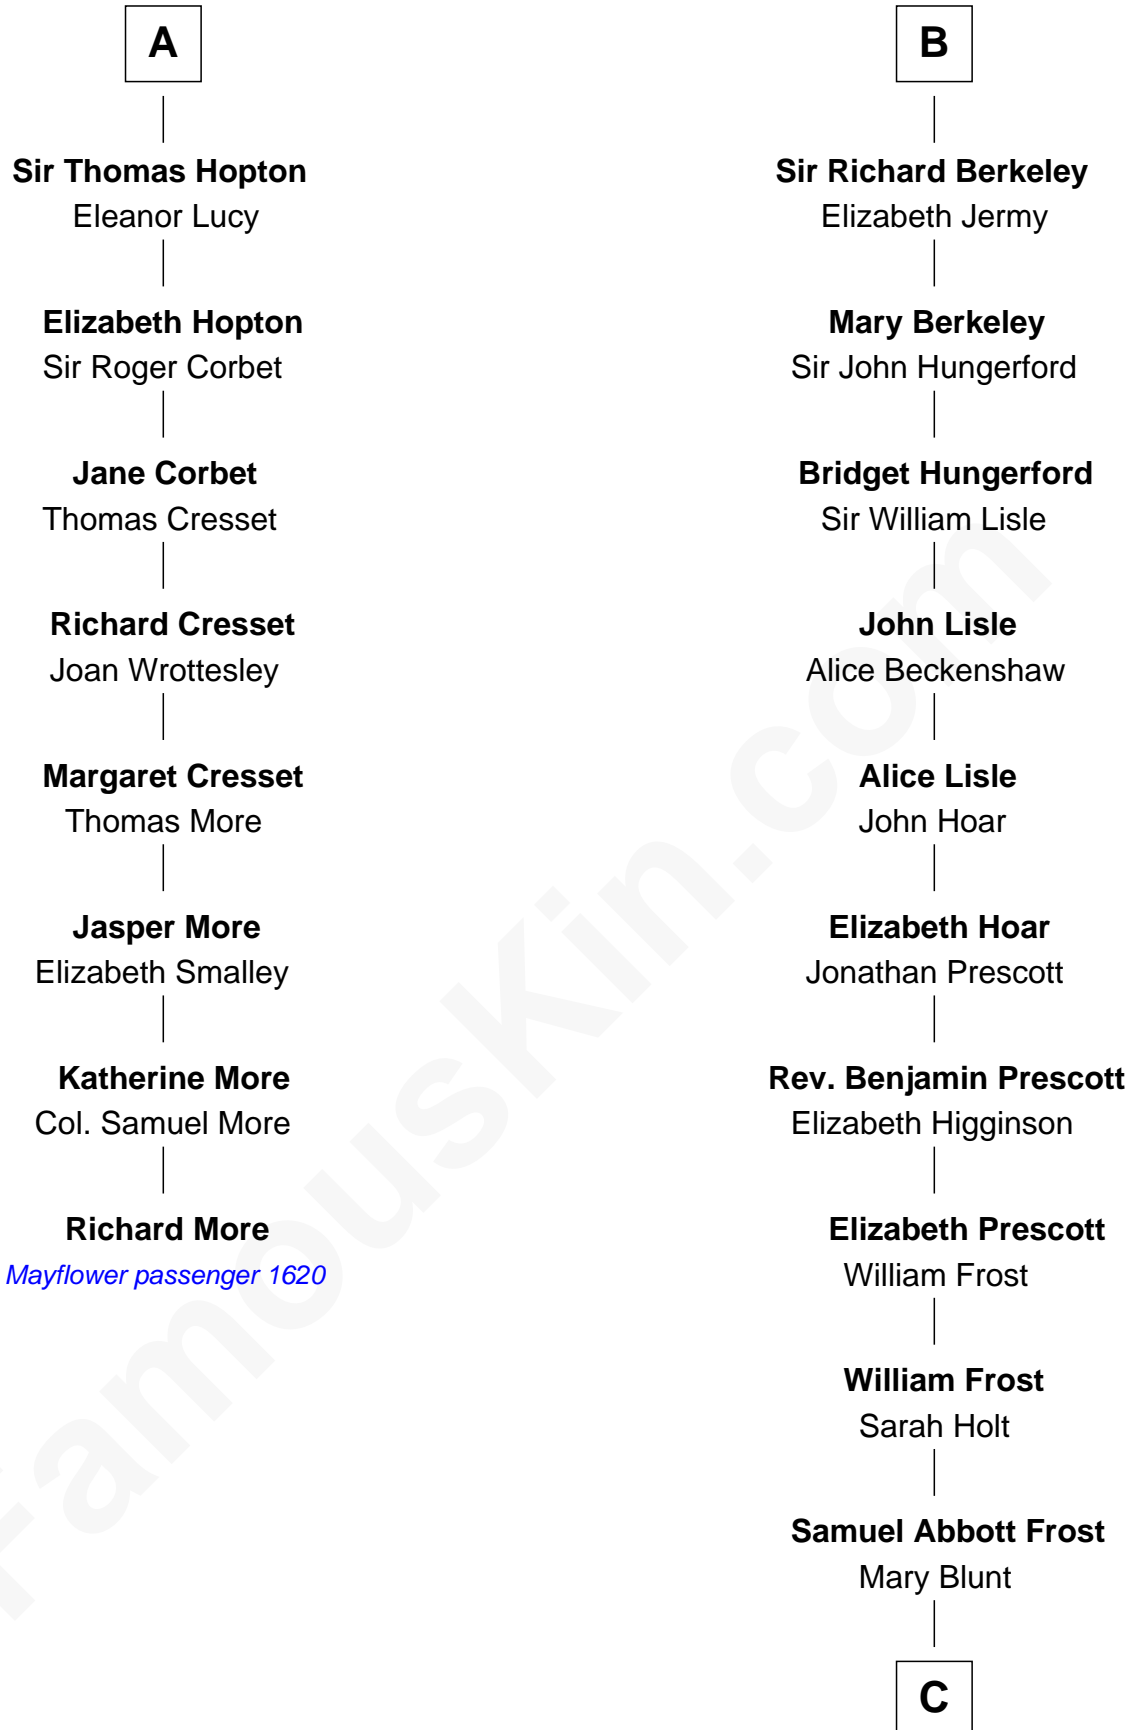 A
Sir Thomas Hopton
Eleanor Lucy
Elizabeth Hopton
Sir Roger Corbet
Jane Corbet
Thomas Cresset
Richard Cresset
Joan Wrottesley
Margaret Cresset
Thomas More
Jasper More
Elizabeth Smalley
Katherine More
Col. Samuel More
Richard More
Mayflower passenger 1620
B
Sir Richard Berkeley
Elizabeth Jermy
Mary Berkeley
Sir John Hungerford
Bridget Hungerford
Sir William Lisle
John Lisle
Alice Beckenshaw
Alice Lisle
John Hoar
Elizabeth Hoar
Jonathan Prescott
Rev. Benjamin Prescott
Elizabeth Higginson
Elizabeth Prescott
William Frost
William Frost
Sarah Holt
Samuel Abbott Frost
Mary Blunt
C
FamousKin.com